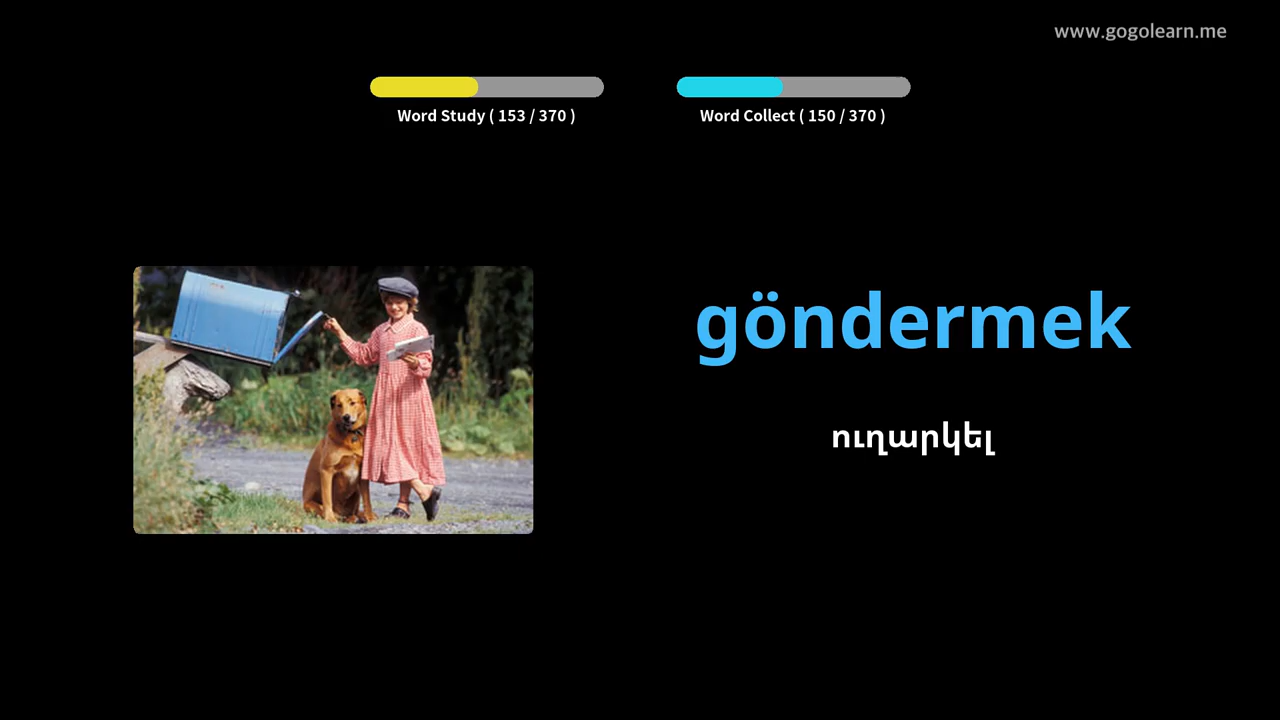 www.gogolearn.me
Word Study ( 153 / 370 )
Word Collect ( 150 / 370 )
göndermek
ուղարկել